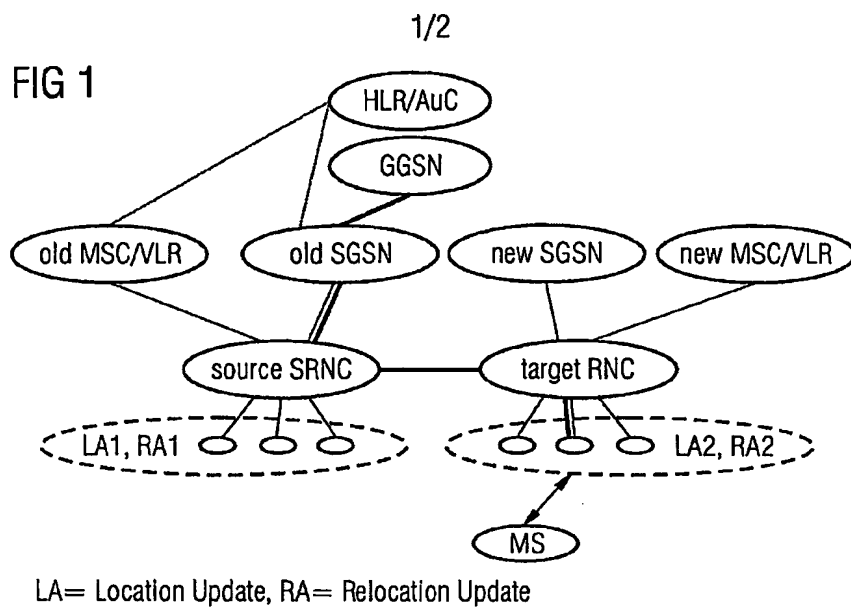 1/2
FIG 1
HLR/AuC
GGSN
old MSC/VLR
old SGSN
new SGSN
new MSC/VLR
source SRNC
target RNC
LA1, RA1
LA2, RA2
MS
LA= Location Update, RA= Relocation Update